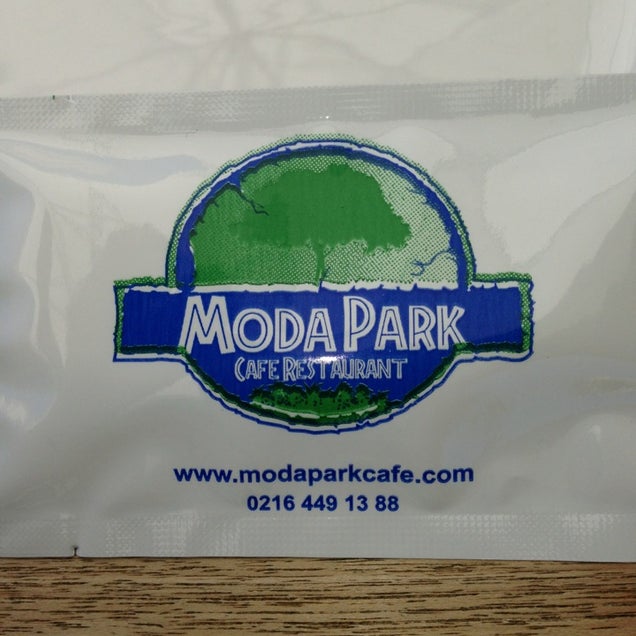 MODA PARK
CAFE RESTAURANT
www.modaparkcafe.com
0216 449 13 88